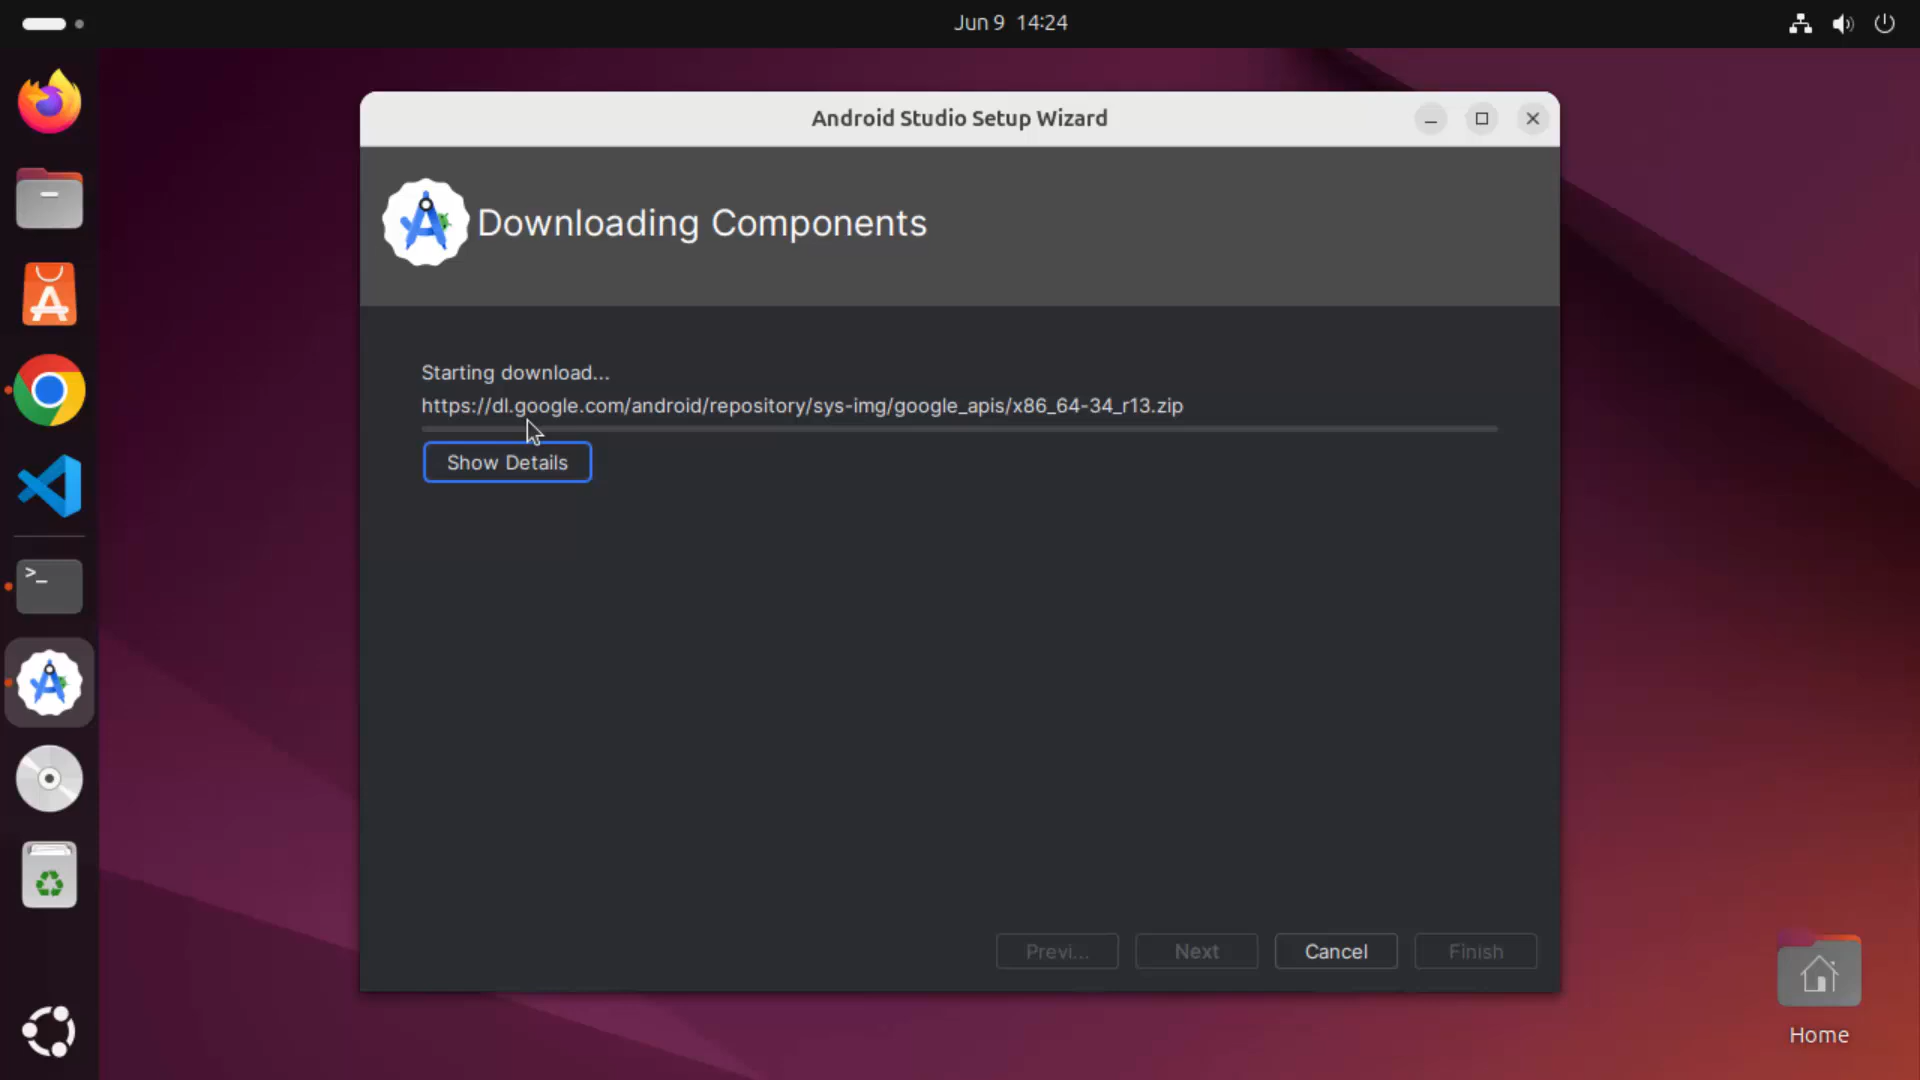 Jun 9 14:24
Android Studio Setup Wizard
Downloading Components
Starting download...
https://dl.google.com/android/repository/sys-img/google_apis/x86_64-34_r13.zip
Show Details
Previ... Next Cancel Finish
Home